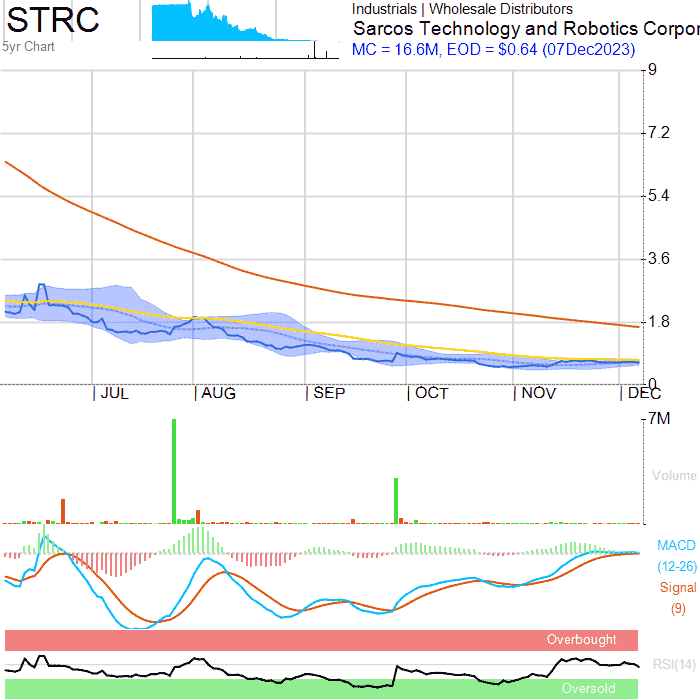 STRC
5yr Chart
Industrials | Wholesale Distributors
Sarcos Technology and Robotics Corpor
MC = 16.6M, EOD = $0.64 (07Dec2023)
9
7.2
5.4
3.6
1.8
0
| JUL | AUG | SEP | OCT | NOV | DEC
7M
Volume
MACD
(12-26)
Signal
(9)
Overbought
RSI(14)
Oversold